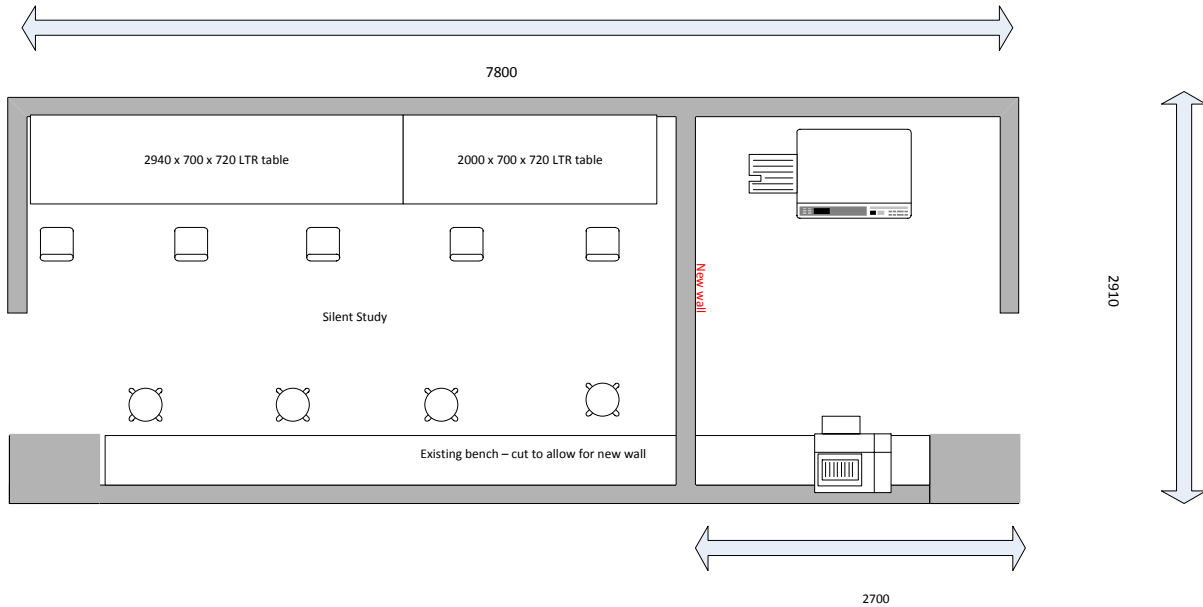 7800
2940 x 700 x 720 LTR table
2000 x 700 x 720 LTR table
New wall
2910
Silent Study
Existing bench – cut to allow for new wall
2700